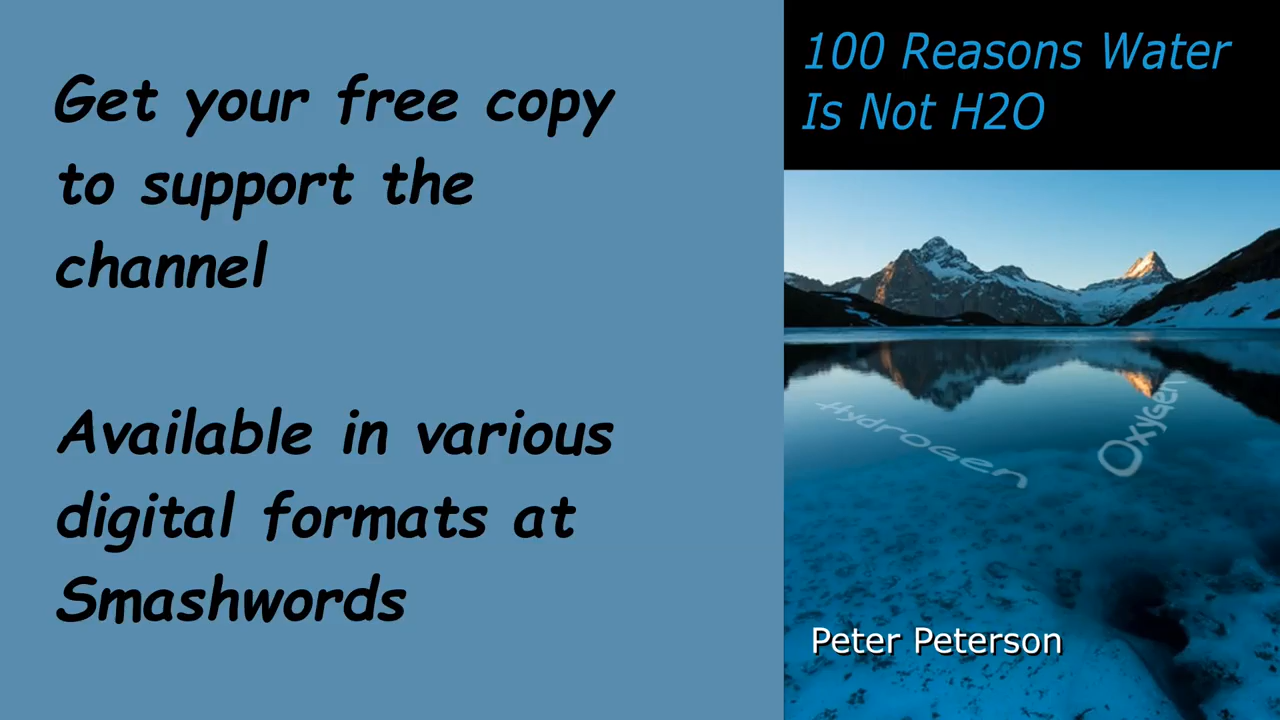 Get your free copy
to support the
channel
Available in various
digital formats at
Smashwords
100 Reasons Water
Is Not H2O
Hydrogen
Oxygen
Peter Peterson